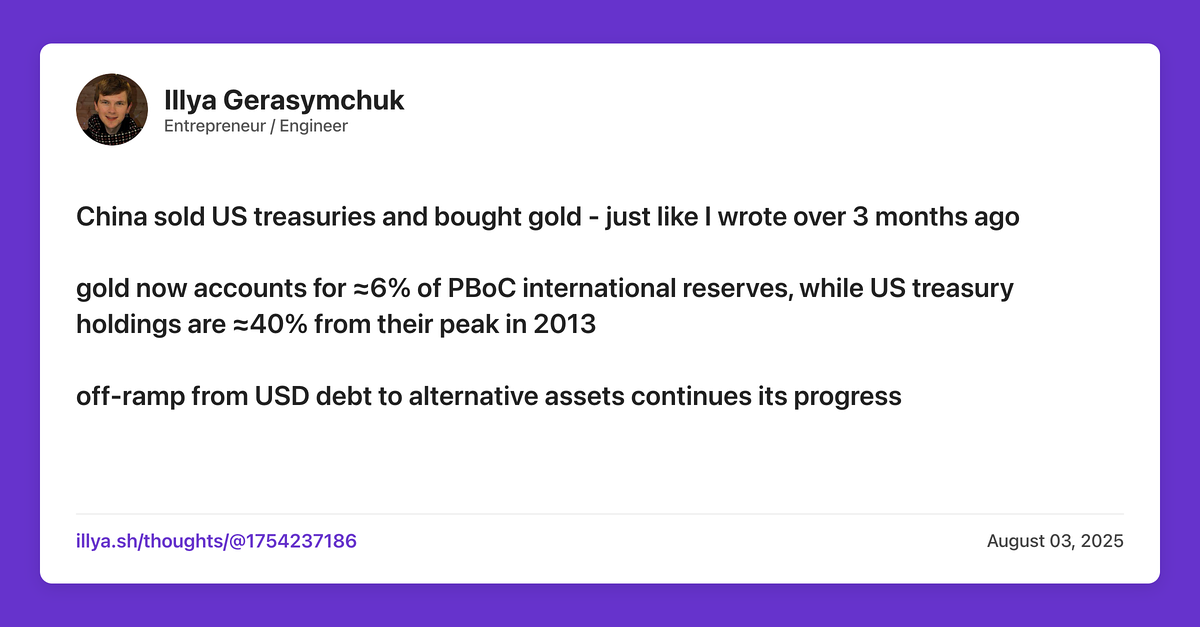 Illya Gerasymchuk
Entrepreneur / Engineer
China sold US treasuries and bought gold - just like I wrote over 3 months ago
gold now accounts for ≈6% of PBoC international reserves, while US treasury
holdings are ≈40% from their peak in 2013
off-ramp from USD debt to alternative assets continues its progress
illya.sh/thoughts/@1754237186
August 03, 2025